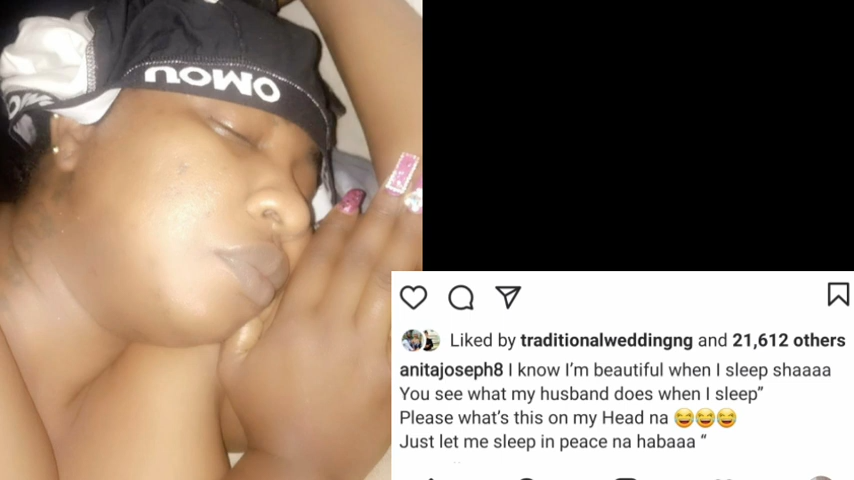 OMOU
Liked by traditionalweddingng and 21,612 others
anitajoseph8 I know I’m beautiful when I sleep shaaaa
You see what my husband does when I sleep”
Please what’s this on my Head na 😂😂😂
Just let me sleep in peace na habaaa “